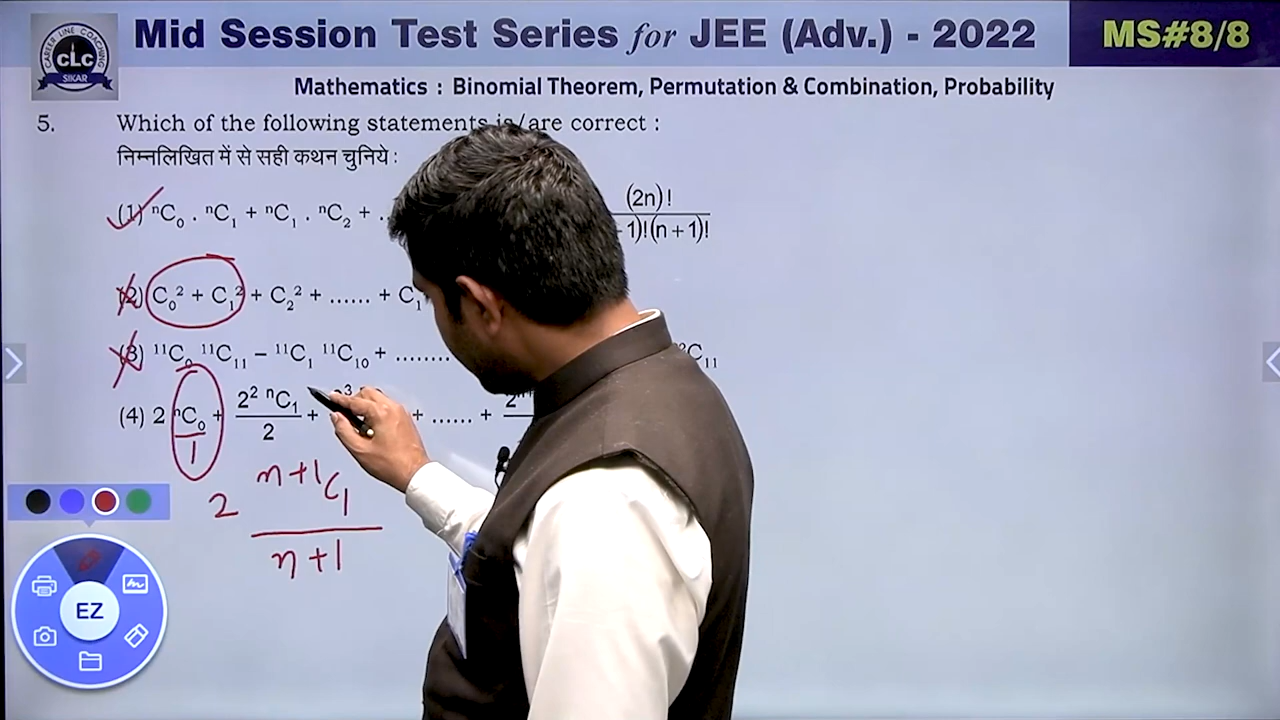 CAREER LINE COACHING
CLC
SIKAR
Mid Session Test Series for JEE (Adv.) - 2022
MS#8/8
Mathematics : Binomial Theorem, Permutation & Combination, Probability
5. Which of the following statements is/are correct :
निम्नलिखित में से सही कथन चुनिये :
(1) ⁿC₀ . ⁿC₁ + ⁿC₁ . ⁿC₂ + .. (2n)! / 1)!(n + 1)!
(2) C₀² + C₁² + C₂² + ...... + C₁
(3) ¹¹C₀ ¹¹C₁₁ – ¹¹C₁ ¹¹C₁₀ + ........ C₁₁
(4) 2 ⁿC₀ + 2² ⁿC₁ / 2 + + ...... +
1
2 n+1C₁ / n+1
EZ